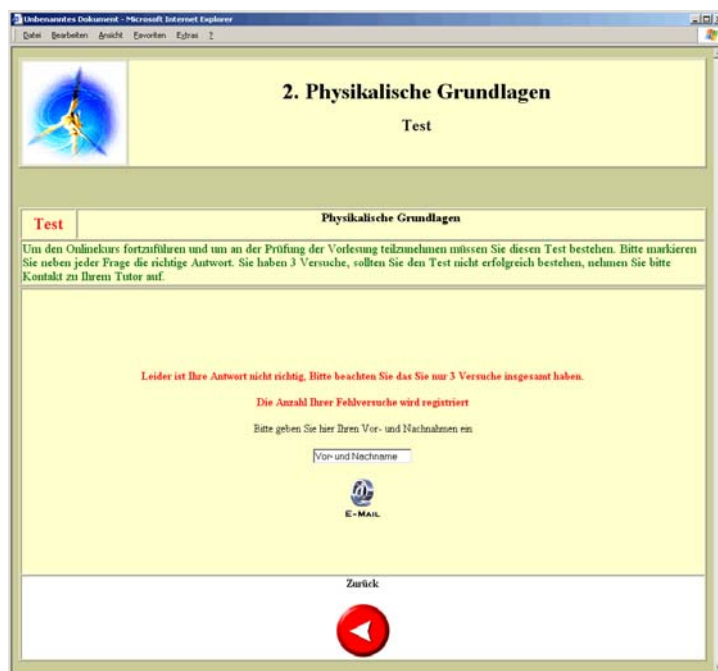 Unbenanntes Dokument - Microsoft Internet Explorer
Datei Bearbeiten Ansicht Favoriten Extras ?
2. Physikalische Grundlagen
Test
Test
Physikalische Grundlagen
Um den Onlinekurs fortzuführen und um an der Prüfung der Vorlesung teilzunehmen müssen Sie diesen Test bestehen. Bitte markieren
Sie neben jeder Frage die richtige Antwort. Sie haben 3 Versuche, sollten Sie den Test nicht erfolgreich bestehen, nehmen Sie bitte
Kontakt zu Ihrem Tutor auf.
Leider ist Ihre Antwort nicht richtig, Bitte beachten Sie das Sie nur 3 Versuche insgesamt haben.
Die Anzahl Ihrer Fehlversuche wird registriert
Bitte geben Sie hier Ihren Vor- und Nachnahmen ein
Vor- und Nachname
E-MAIL
Zurück